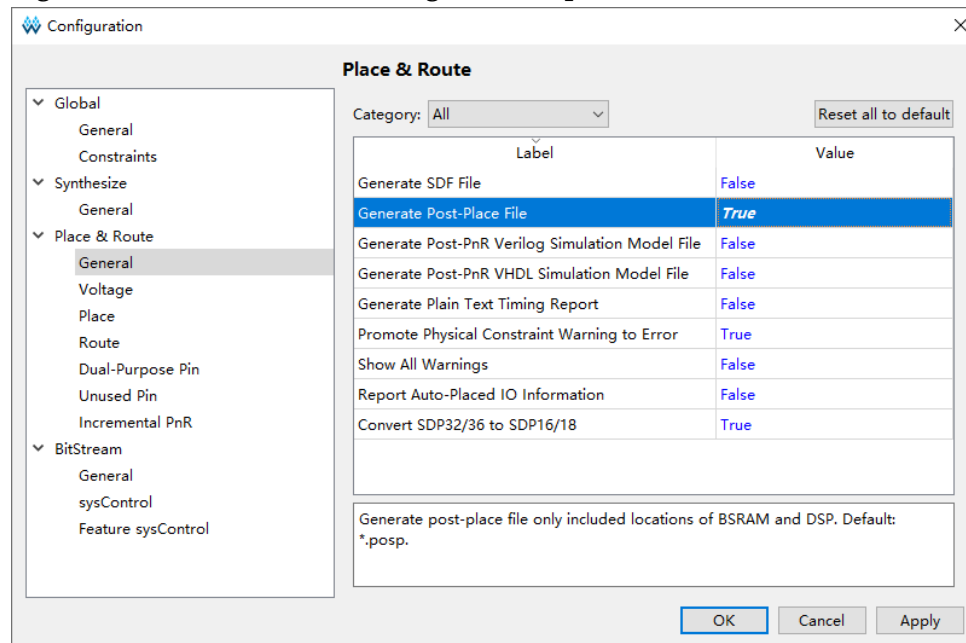 Configuration
Place & Route
Global
General
Constraints
Synthesize
General
Place & Route
General
Voltage
Place
Route
Dual-Purpose Pin
Unused Pin
Incremental PnR
BitStream
General
sysControl
Feature sysControl
Category: All
Reset all to default
Label Value
Generate SDF File False
Generate Post-Place File True
Generate Post-PnR Verilog Simulation Model File False
Generate Post-PnR VHDL Simulation Model File False
Generate Plain Text Timing Report False
Promote Physical Constraint Warning to Error True
Show All Warnings False
Report Auto-Placed IO Information False
Convert SDP32/36 to SDP16/18 True
Generate post-place file only included locations of BSRAM and DSP. Default:
*.posp.
OK Cancel Apply